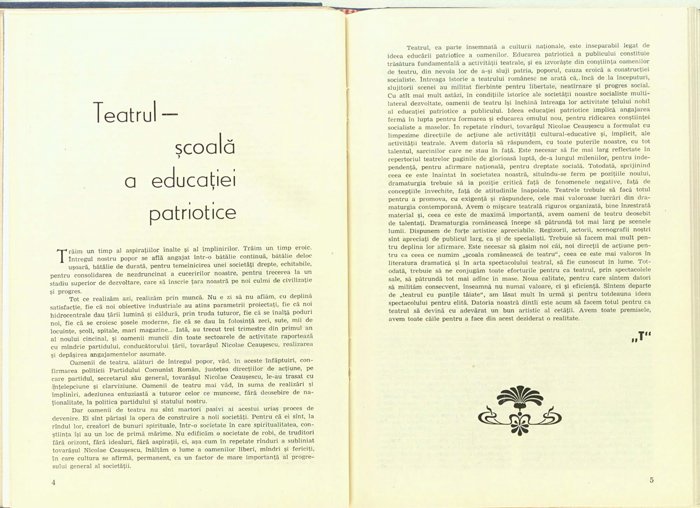 Teatrul —
școală
a educației
patriotice
Trăim un timp al aspirațiilor înalte și al împlinirilor. Trăim un timp eroic.
Întregul nostru popor se află angajat într-o bătălie continuă, bătălie deloc
ușoară, bătălie de durată, pentru temeinicirea unei societăți drepte, echitabile,
pentru consolidarea de nezdruncinat a cuceririlor noastre, pentru trecerea la un
stadiu superior de dezvoltare, care să înscrie țara noastră pe noi culmi de civilizație
și progres.
Tot ce realizăm azi, realizăm prin muncă. Nu e zi să nu aflăm, cu deplină
satisfacție, fie că noi obiective industriale au atins parametrii proiectați, fie că noi
hidrocentrale dau țării lumină și căldură, prin truda tuturor, fie că se înalță poduri
noi, fie că se croiesc șosele moderne, fie că se dau în folosință zeci, sute, mii de
locuințe, școli, spitale, mari magazine... Iată, au trecut trei trimestre din primul an
al noului cincinal, și oamenii muncii din toate sectoarele de activitate raportează
cu mîndrie partidului, conducătorului țării, tovarășul Nicolae Ceaușescu, realizarea
și depășirea angajamentelor asumate.
Oamenii de teatru, alături de întregul popor, văd, în aceste înfăptuiri, con-
firmarea politicii Partidului Comunist Român, justețea direcțiilor de acțiune, pe
care partidul, secretarul său general, tovarășul Nicolae Ceaușescu, le-au trasat cu
înțelepciune și clarviziune. Oamenii de teatru mai văd, în suma de realizări și
împliniri, adeziunea entuziastă a tuturor celor ce muncesc, fără deosebire de na-
ționalitate, la politica partidului și statului nostru.
Dar oamenii de teatru nu sînt martori pasivi ai acestui uriaș proces de
devenire. Ei sînt părtași la opera de construire a noii societăți. Pentru că ei sînt, la
rîndul lor, creatori de bunuri spirituale, într-o societate în care spiritualitatea, con-
știința își au un loc de primă mărime. Nu edificăm o societate de robi, de truditori
fără orizont, fără idealuri, fără aspirații, ci, așa cum în repetate rînduri a subliniat
tovarășul Nicolae Ceaușescu, înălțăm o lume a oamenilor liberi, mîndri și fericiți,
în care cultura se afirmă, permanent, ca un factor de mare importanță al progre-
sului general al societății.
4
Teatrul, ca parte însemnată a culturii naționale, este inseparabil legat de
ideea educării patriotice a oamenilor. Educarea patriotică a publicului constituie
trăsătura fundamentală a activității teatrale, și ea izvorăște din conștiința oamenilor
de teatru, din nevoia lor de a-și sluji patria, poporul, cauza eroică a construcției
socialiste. Întreaga istorie a teatrului românesc ne arată că, încă de la începuturi,
slujitorii scenei au militat fierbinte pentru libertate, neatîrnare și progres social.
Cu atît mai mult astăzi, în condițiile istorice ale societății noastre socialiste multi-
lateral dezvoltate, oamenii de teatru își închină întreaga lor activitate țelului nobil
al educației patriotice a publicului. Ideea educației patriotice implică angajarea
fermă în lupta pentru formarea și educarea omului nou, pentru ridicarea conștiinței
socialiste a maselor. În repetate rînduri, tovarășul Nicolae Ceaușescu a formulat cu
limpezime direcțiile de acțiune ale activității cultural-educative și, implicit, ale
activității teatrale. Avem datoria să răspundem, cu toate puterile noastre, cu tot
talentul, sarcinilor care ne stau în față. Este necesar să fie mai larg reflectate în
repertoriul teatrelor paginile de glorioasă luptă, de-a lungul mileniilor, pentru inde-
pendență, pentru afirmare națională, pentru dreptate socială. Totodată, sprijinind
ceea ce este înaintat în societatea noastră, situîndu-se ferm pe pozițiile noului,
dramaturgia trebuie să ia poziție critică față de fenomenele negative, față de
concepțiile învechite, față de atitudinile înapoiate. Teatrele trebuie să facă totul
pentru a promova, cu exigență și răspundere, cele mai valoroase lucrări din dra-
maturgia contemporană. Avem o mișcare teatrală riguros organizată, bine înzestrată
material și, ceea ce este de maximă importanță, avem oameni de teatru deosebit
de talentați. Dramaturgia românească începe să pătrundă tot mai larg pe scenele
lumii. Dispunem de forțe artistice apreciabile. Regizorii, actorii, scenografii noștri
sînt apreciați de publicul larg, ca și de specialiști. Trebuie să facem mai mult pen-
tru deplina lor afirmare. Este necesar să găsim noi căi, noi direcții de acțiune pen-
tru ca ceea ce numim „școala românească de teatru“, ceea ce este mai valoros în
literatura dramatică și în arta spectacolului teatral, să fie cunoscut în lume. Tot-
odată, trebuie să ne conjugăm toate eforturile pentru ca teatrul, prin spectacolele
sale, să pătrundă tot mai adînc în mase. Noua calitate, pentru care sîntem datori
să milităm consecvent, înseamnă nu numai valoare, ci și eficiență. Sîntem departe
de „teatrul cu punțile tăiate“, am lăsat mult în urmă și pentru totdeauna ideea
spectacolului pentru elită. Datoria noastră dintîi este acum să facem totul pentru ca
teatrul să devină cu adevărat un bun artistic al cetății. Avem toate premisele,
avem toate căile pentru a face din acest deziderat o realitate.
„T“
5